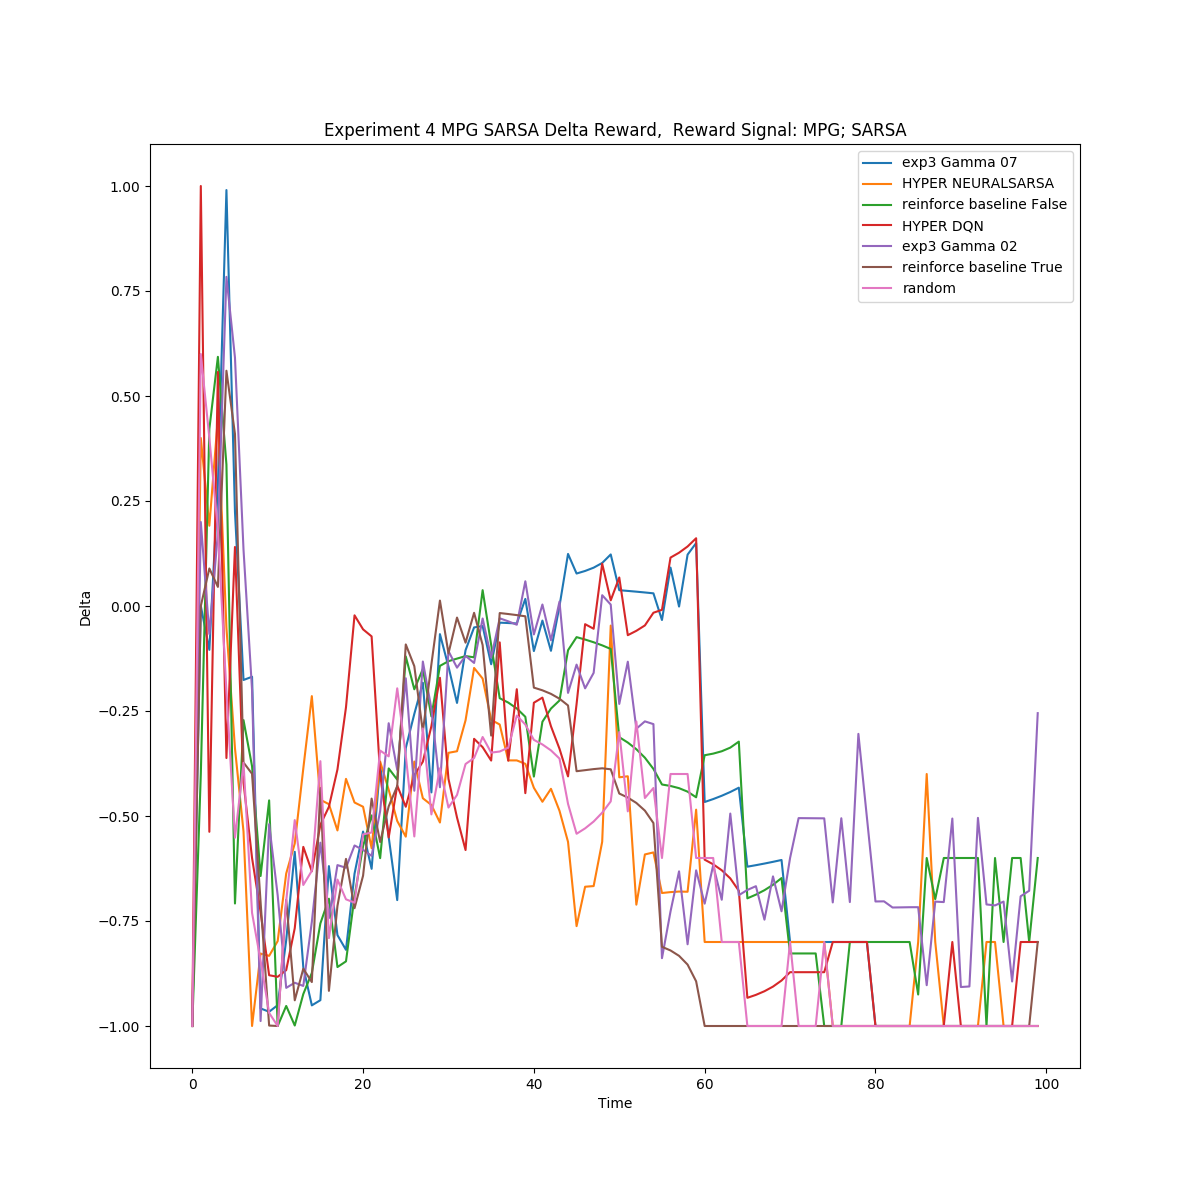 Experiment 4 MPG SARSA Delta Reward,  Reward Signal: MPG; SARSA
exp3 Gamma 07
HYPER NEURALSARSA
reinforce baseline False
HYPER DQN
exp3 Gamma 02
reinforce baseline True
random
1.00
0.75
0.50
0.25
0.00
−0.25
−0.50
−0.75
−1.00
Delta
0 20 40 60 80 100
Time